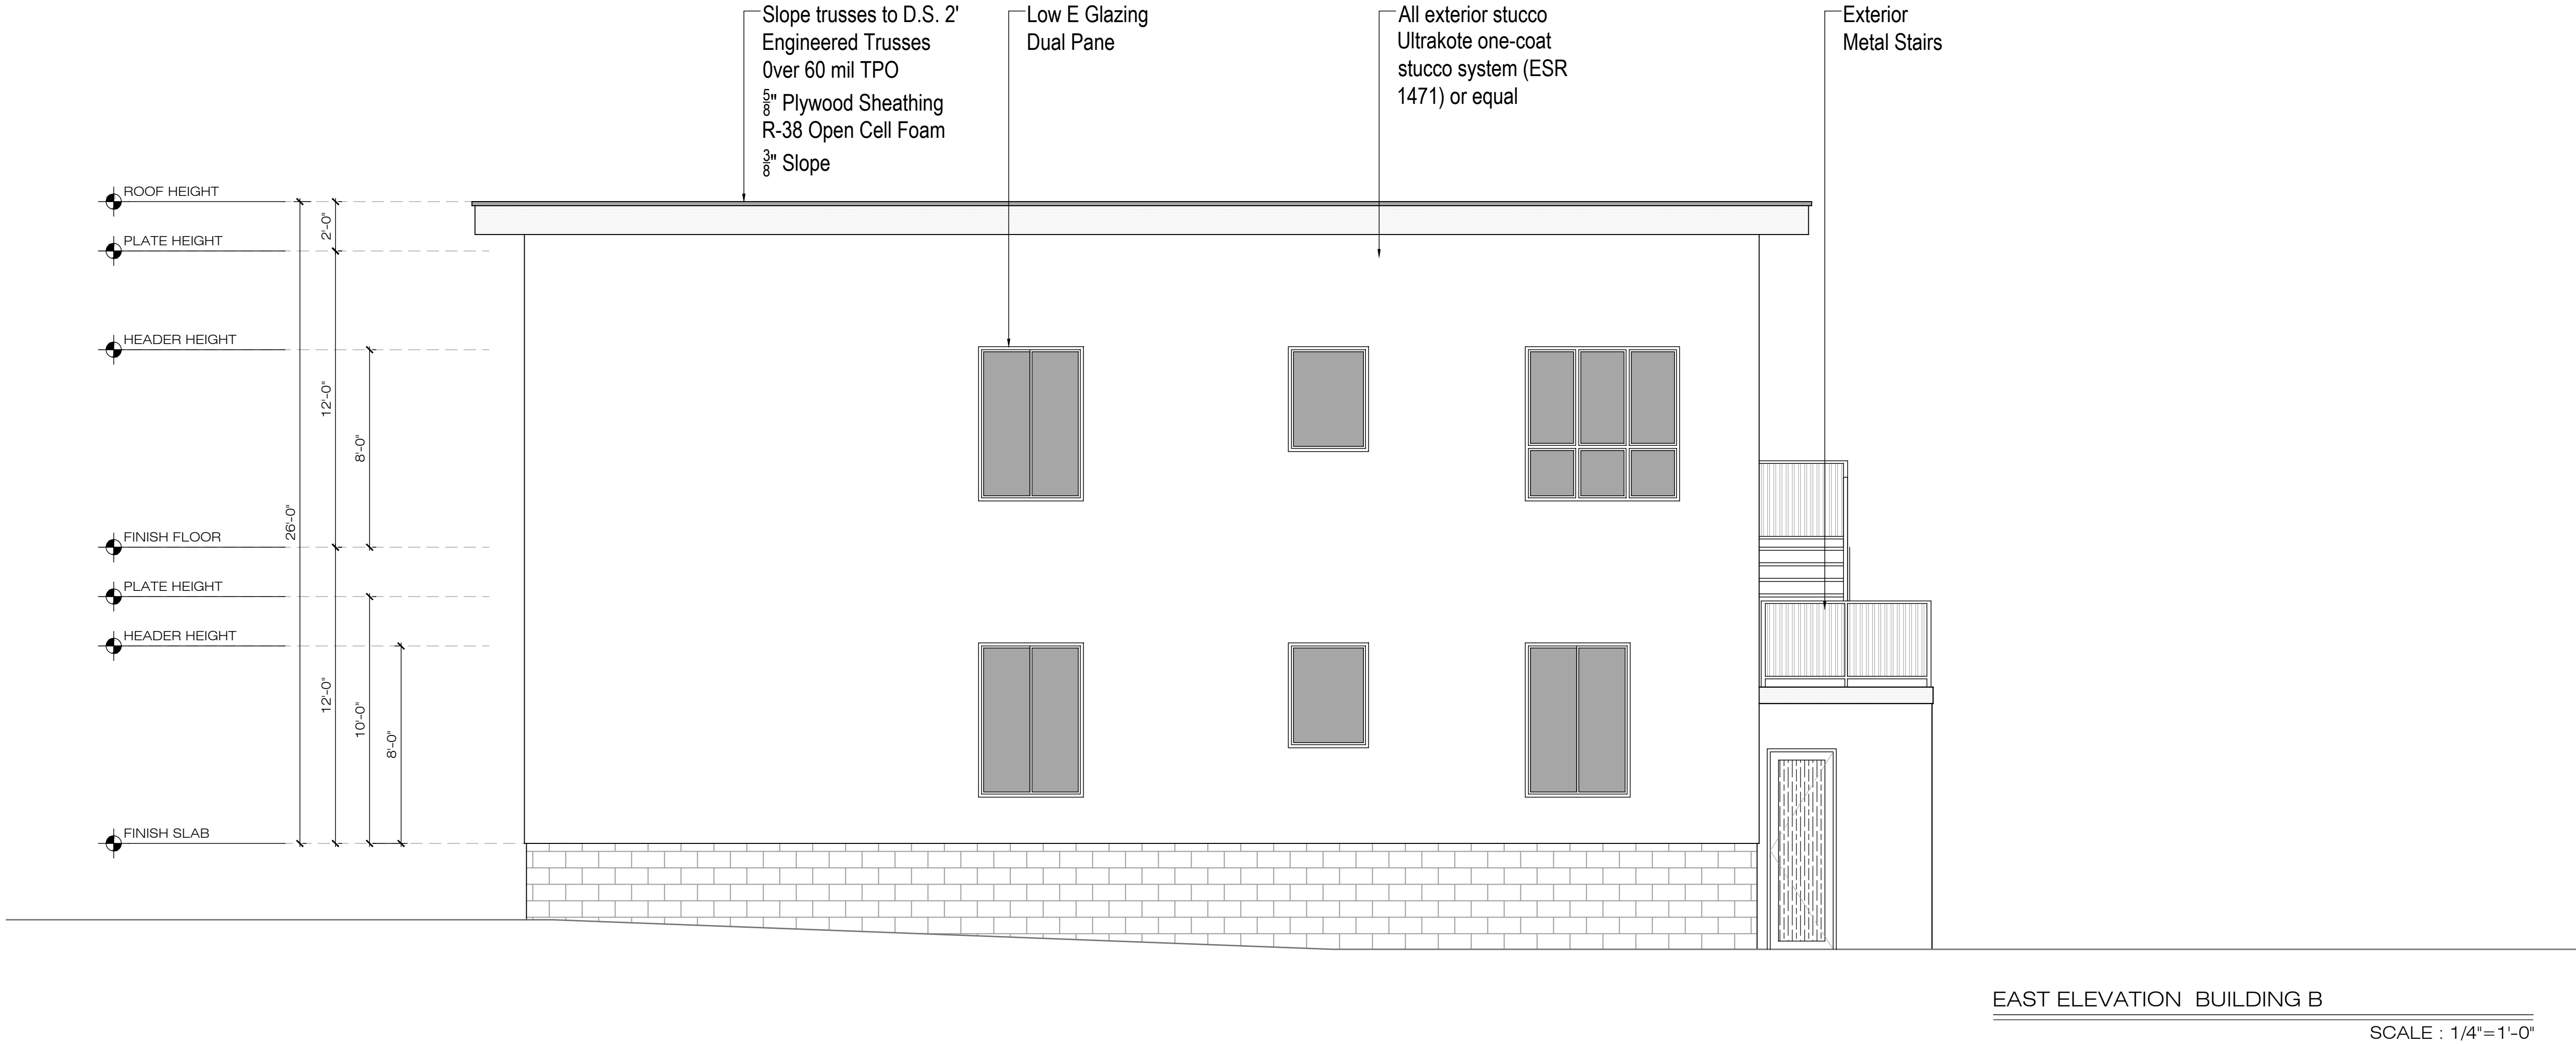 Slope trusses to D.S. 2'
Engineered Trusses
0ver 60 mil TPO
5/8" Plywood Sheathing
R-38 Open Cell Foam
3/8" Slope
Low E Glazing
Dual Pane
All exterior stucco
Ultrakote one-coat
stucco system (ESR
1471) or equal
Exterior
Metal Stairs
ROOF HEIGHT
PLATE HEIGHT
HEADER HEIGHT
FINISH FLOOR
PLATE HEIGHT
HEADER HEIGHT
FINISH SLAB
26'-0"
2'-0"
12'-0"
12'-0"
8'-0"
10'-0"
8'-0"
EAST ELEVATION BUILDING B
SCALE : 1/4"=1'-0"